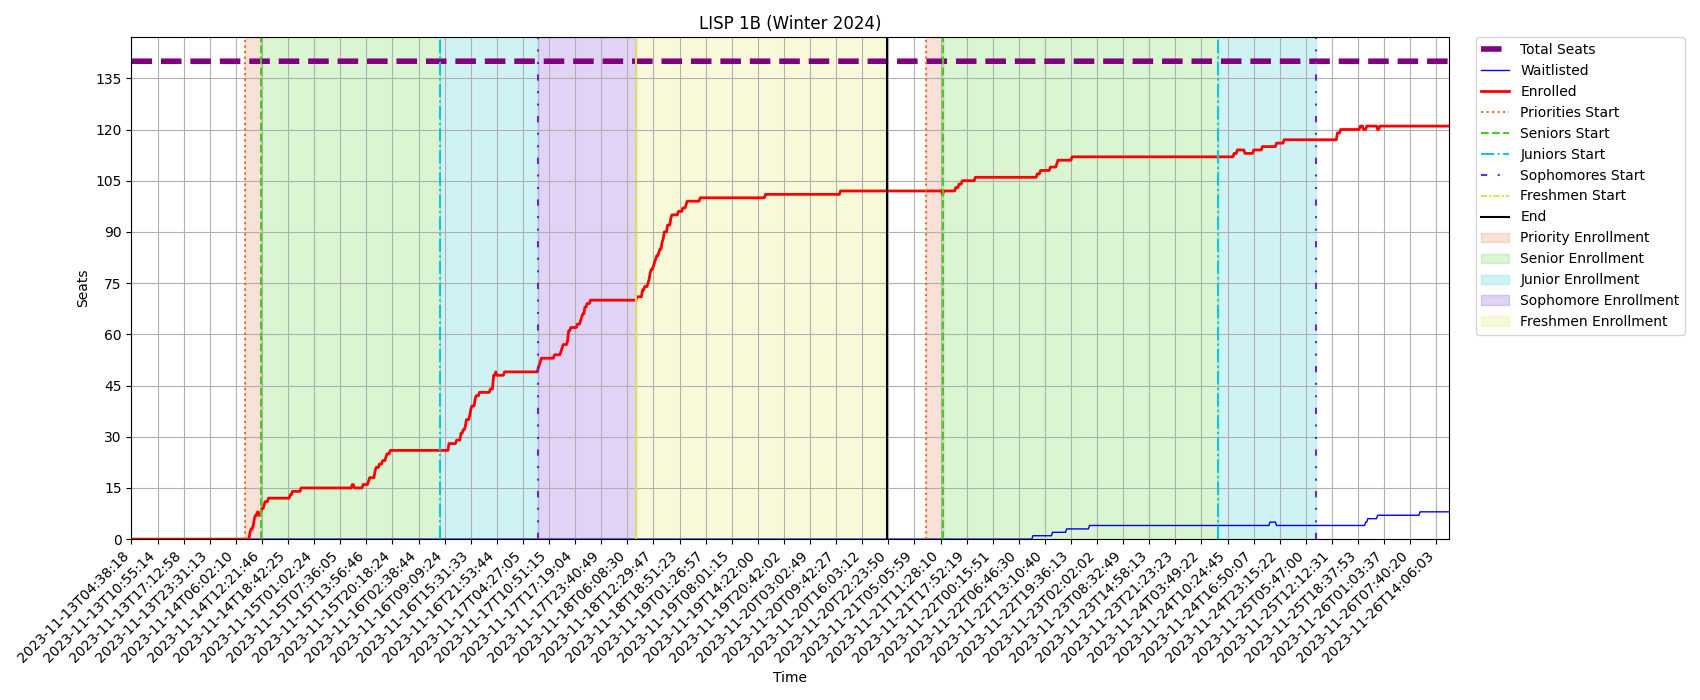 LISP 1B (Winter 2024)
Seats
135
120
105
90
75
60
45
30
15
0
2023-11-13T04:38:18
2023-11-13T10:55:14
2023-11-13T17:12:58
2023-11-13T23:31:13
2023-11-14T06:02:10
2023-11-14T12:21:46
2023-11-14T18:42:25
2023-11-15T01:02:24
2023-11-15T07:36:05
2023-11-15T13:56:46
2023-11-15T20:18:24
2023-11-16T02:38:44
2023-11-16T09:09:24
2023-11-16T15:31:33
2023-11-16T21:53:44
2023-11-17T04:27:05
2023-11-17T10:51:15
2023-11-17T17:19:04
2023-11-17T23:40:49
2023-11-18T06:08:30
2023-11-18T12:29:47
2023-11-18T18:51:23
2023-11-19T01:26:57
2023-11-19T08:01:15
2023-11-19T14:22:00
2023-11-19T20:42:02
2023-11-20T03:02:49
2023-11-20T09:42:27
2023-11-20T16:03:12
2023-11-20T22:23:50
2023-11-21T05:05:59
2023-11-21T11:28:10
2023-11-21T17:52:19
2023-11-22T00:15:51
2023-11-22T06:46:30
2023-11-22T13:10:40
2023-11-22T19:36:13
2023-11-23T02:02:02
2023-11-23T08:32:49
2023-11-23T14:58:13
2023-11-23T21:23:23
2023-11-24T03:49:22
2023-11-24T10:24:45
2023-11-24T16:50:07
2023-11-24T23:15:22
2023-11-25T05:47:00
2023-11-25T12:12:31
2023-11-25T18:37:53
2023-11-26T01:03:37
2023-11-26T07:40:20
2023-11-26T14:06:03
Time
Total Seats
Waitlisted
Enrolled
Priorities Start
Seniors Start
Juniors Start
Sophomores Start
Freshmen Start
End
Priority Enrollment
Senior Enrollment
Junior Enrollment
Sophomore Enrollment
Freshmen Enrollment